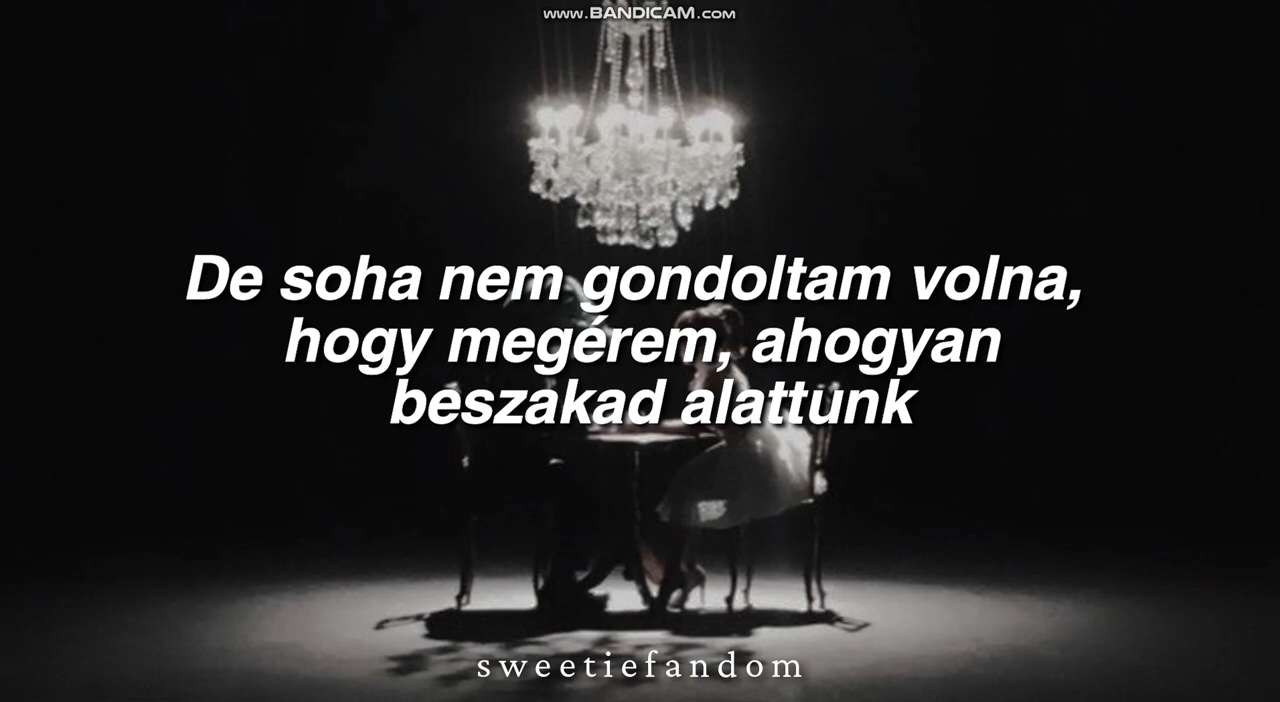 www.BANDICAM.com
De soha nem gondoltam volna,
hogy megérem, ahogyan
beszakad alattunk
sweetiefandom